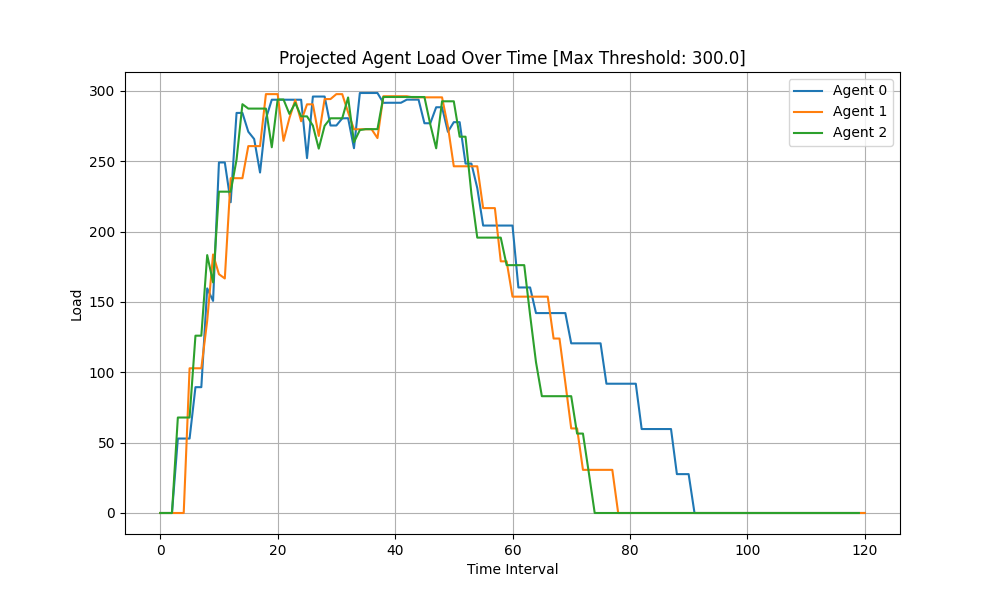 Projected Agent Load Over Time [Max Threshold: 300.0]
Load
300
250
200
150
100
50
0
Agent 0
Agent 1
Agent 2
0 20 40 60 80 100 120
Time Interval